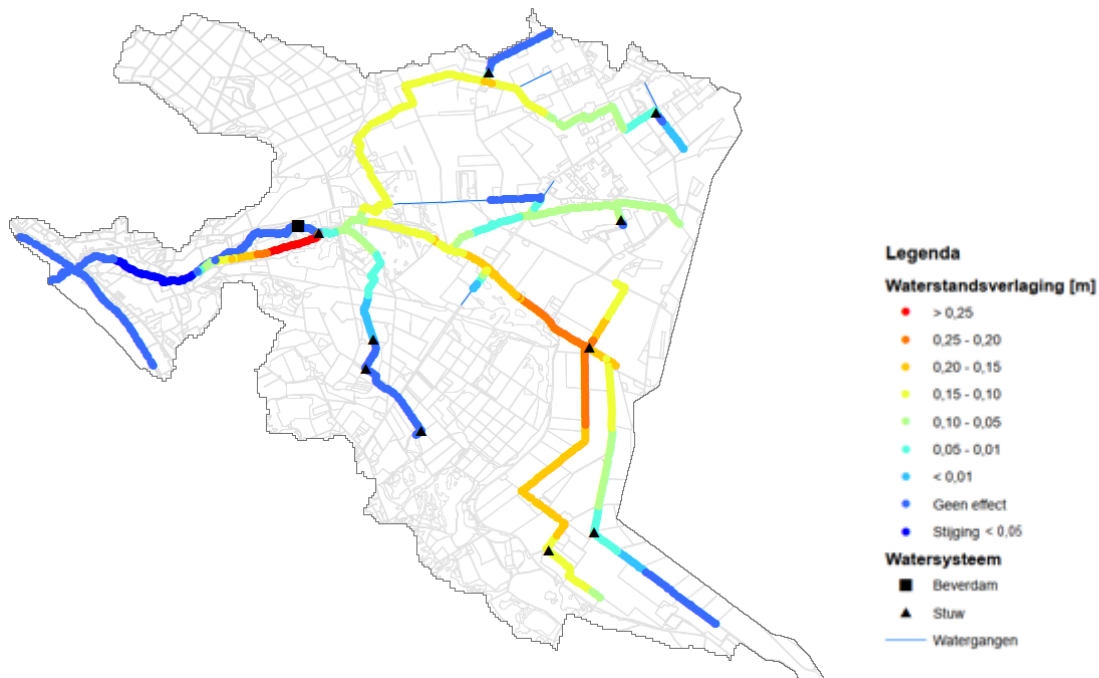 Legenda
Waterstandsverlaging [m]
> 0,25
0,25 - 0,20
0,20 - 0,15
0,15 - 0,10
0,10 - 0,05
0,05 - 0,01
< 0,01
Geen effect
Stijging < 0,05
Watersysteem
Beverdam
Stuw
Watergangen